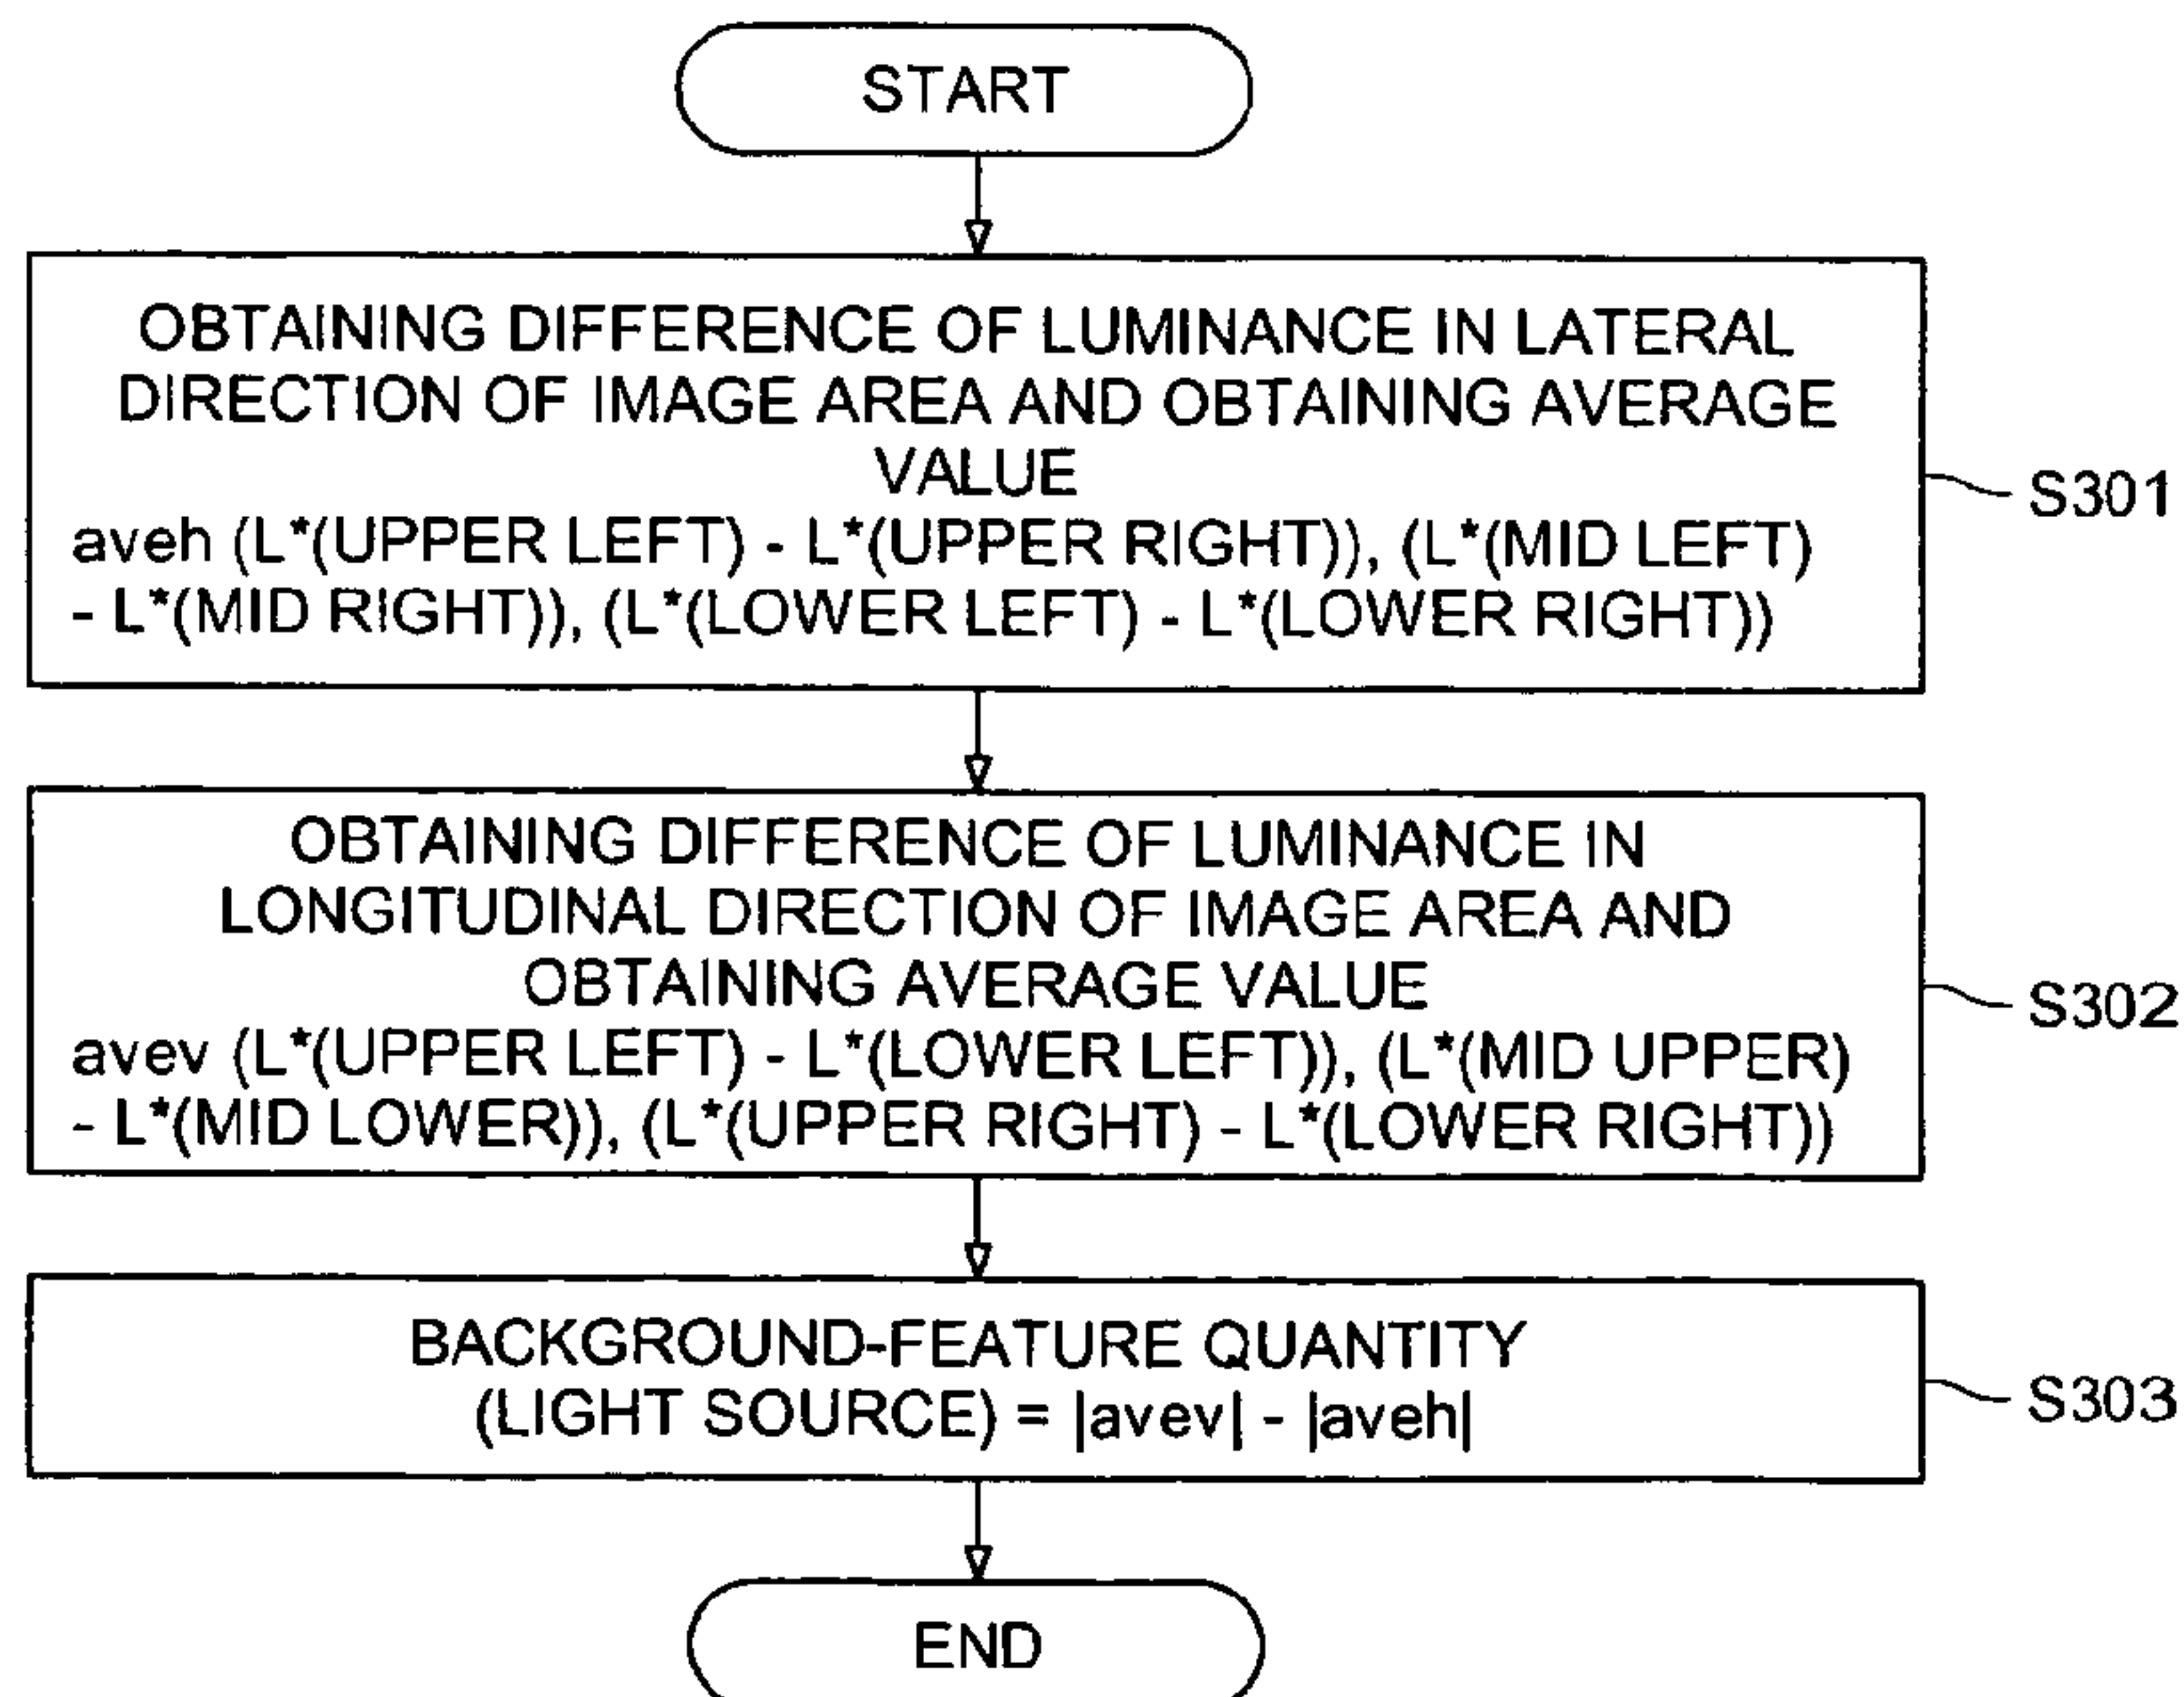 START
OBTAINING DIFFERENCE OF LUMINANCE IN LATERAL
DIRECTION OF IMAGE AREA AND OBTAINING AVERAGE
VALUE
aveh (L*(UPPER LEFT) - L*(UPPER RIGHT)), (L*(MID LEFT)
- L*(MID RIGHT)), (L*(LOWER LEFT) - L*(LOWER RIGHT))
S301
OBTAINING DIFFERENCE OF LUMINANCE IN
LONGITUDINAL DIRECTION OF IMAGE AREA AND
OBTAINING AVERAGE VALUE
avev (L*(UPPER LEFT) - L*(LOWER LEFT)), (L*(MID UPPER)
- L*(MID LOWER)), (L*(UPPER RIGHT) - L*(LOWER RIGHT))
S302
BACKGROUND-FEATURE QUANTITY
(LIGHT SOURCE) = |avev| - |aveh|
S303
END